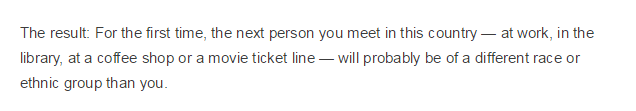 The result: For the first time, the next person you meet in this country — at work, in the
library, at a coffee shop or a movie ticket line — will probably be of a different race or
ethnic group than you.